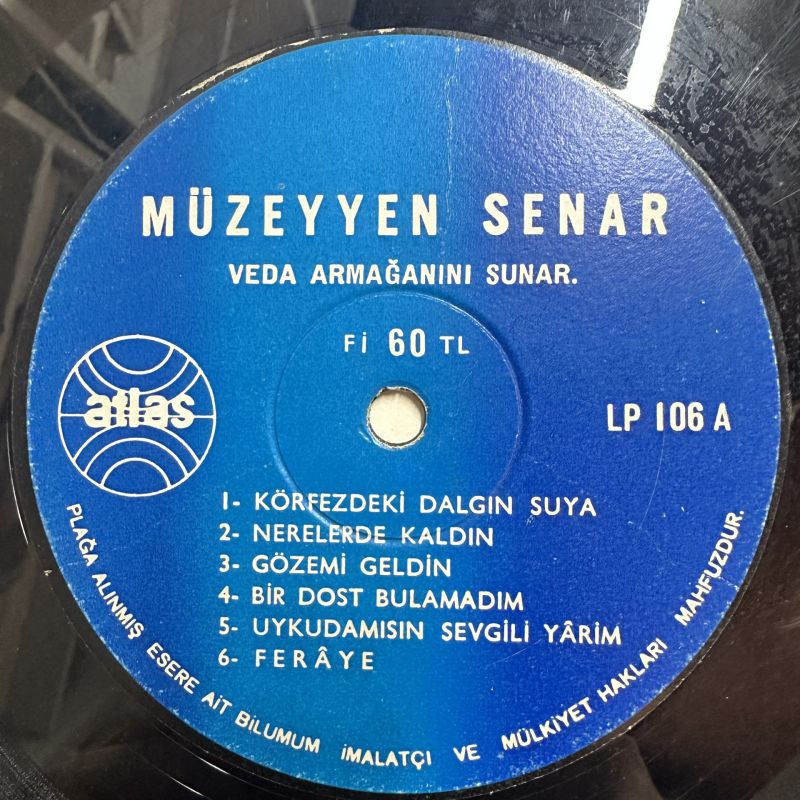 MÜZEYYEN SENAR
VEDA ARMAĞANINI SUNAR.
Fİ 60 TL
atlas
LP 106 A
1- KÖRFEZDEKİ DALGIN SUYA
2- NERELERDE KALDIN
3- GÖZEMİ GELDİN
4- BİR DOST BULAMADIM
5- UYKUDAMISIN SEVGİLİ YÂRİM
6- FERÂYE
PLAĞA ALINMIŞ ESERE AİT BİLUMUM İMALATÇI VE MÜLKİYET HAKLARI MAHFUZDUR.